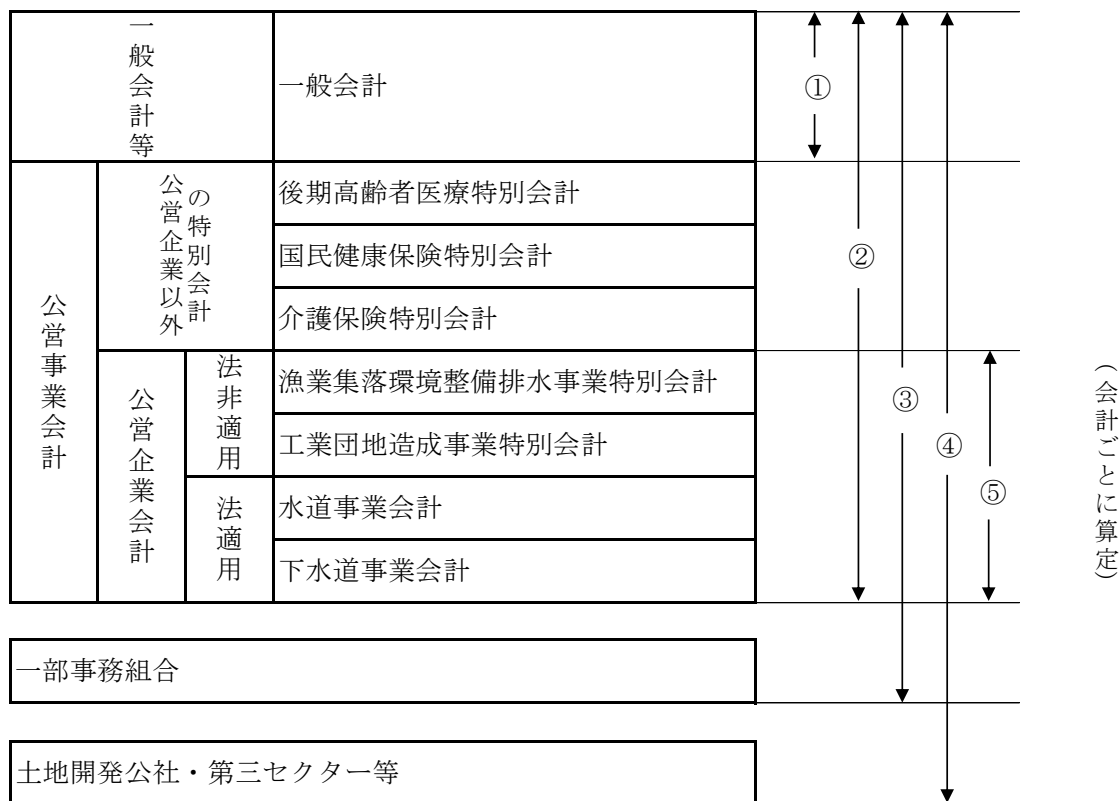 一般会計等
一般会計
①
公営事業会計
公営企業以外
の特別会計
後期高齢者医療特別会計
国民健康保険特別会計
②
介護保険特別会計
公営企業会計
法非適用
漁業集落環境整備排水事業特別会計
③
工業団地造成事業特別会計
④
法適用
水道事業会計
⑤
下水道事業会計
(会計ごとに算定)
一部事務組合
土地開発公社・第三セクター等